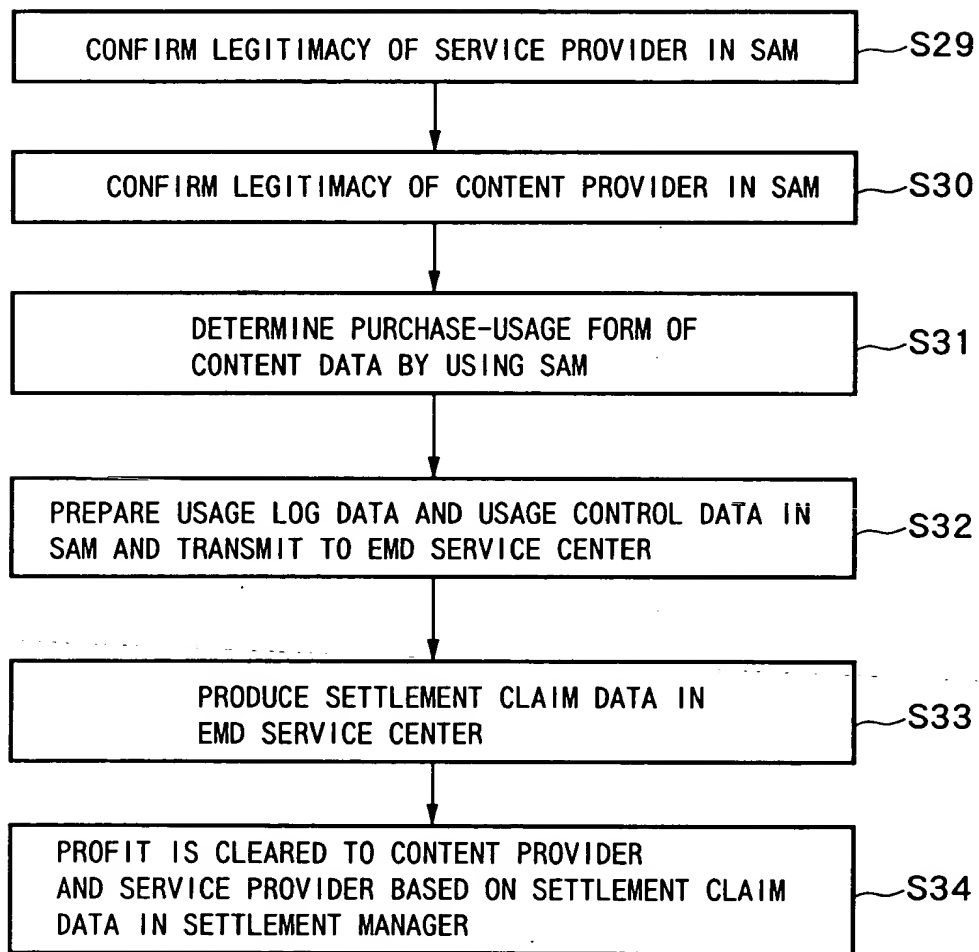 CONFIRM LEGITIMACY OF SERVICE PROVIDER IN SAM
S29
CONFIRM LEGITIMACY OF CONTENT PROVIDER IN SAM
S30
DETERMINE PURCHASE-USAGE FORM OF
CONTENT DATA BY USING SAM
S31
PREPARE USAGE LOG DATA AND USAGE CONTROL DATA IN
SAM AND TRANSMIT TO EMD SERVICE CENTER
S32
PRODUCE SETTLEMENT CLAIM DATA IN
EMD SERVICE CENTER
S33
PROFIT IS CLEARED TO CONTENT PROVIDER
AND SERVICE PROVIDER BASED ON SETTLEMENT CLAIM
DATA IN SETTLEMENT MANAGER
S34